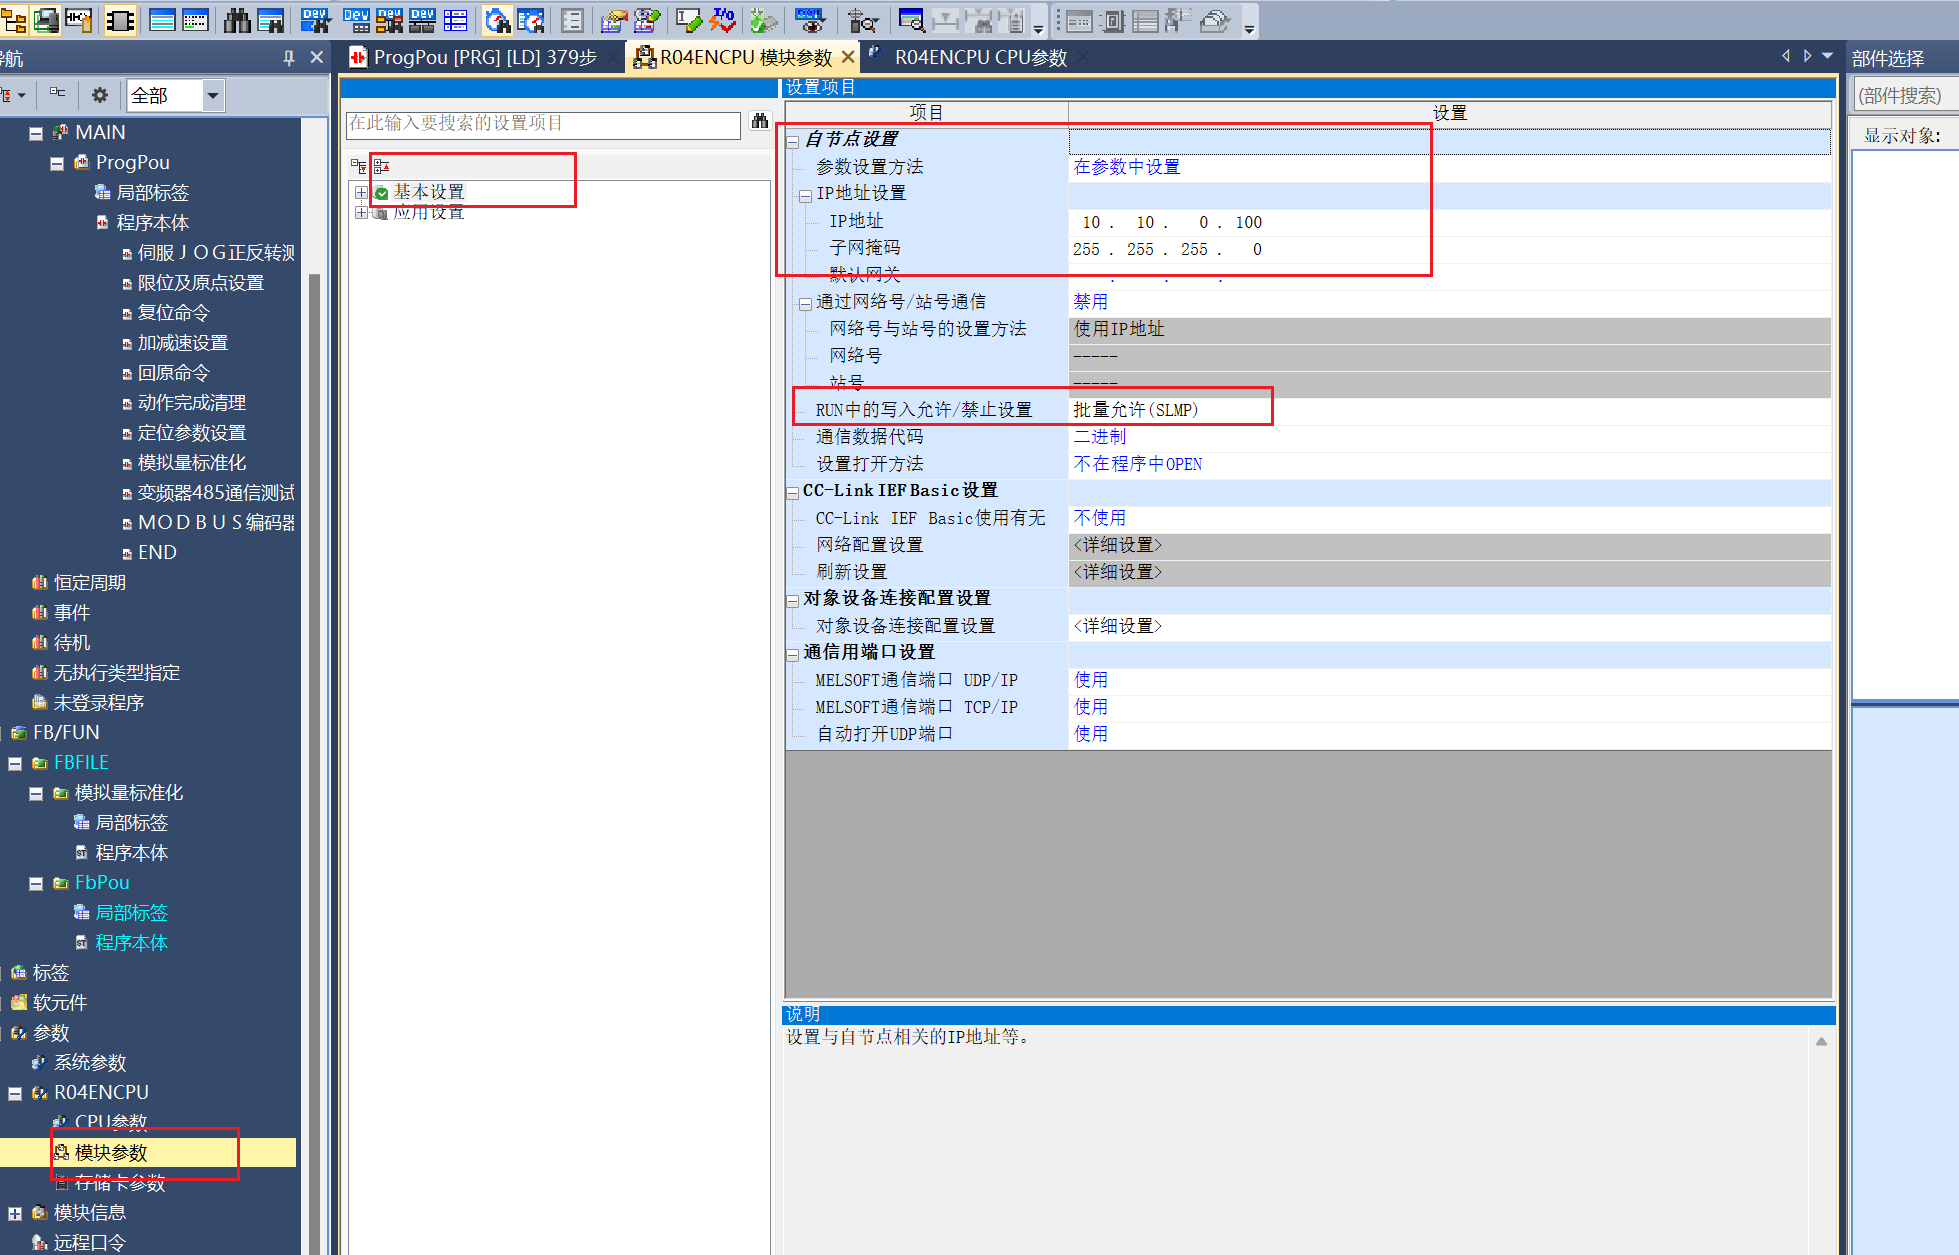 航
全部
MAIN
ProgPou
局部标签
程序本体
伺服ＪＯＧ正反转测
限位及原点设置
复位命令
加减速设置
回原命令
动作完成清理
定位参数设置
模拟量标准化
变频器485通信测试
ＭＯＤＢＵＳ编码器
END
恒定周期
事件
待机
无执行类型指定
未登录程序
FB/FUN
FBFILE
模拟量标准化
局部标签
程序本体
FbPou
局部标签
程序本体
标签
软元件
参数
系统参数
R04ENCPU
CPU参数
模块参数
存储卡参数
模块信息
远程口令
ProgPou [PRG] [LD] 379步
R04ENCPU 模块参数
R04ENCPU CPU参数
在此输入要搜索的设置项目
基本设置
应用设置
设置项目
项目 设置
自节点设置
参数设置方法 在参数中设置
IP地址设置
IP地址 10 . 10 . 0 . 100
子网掩码 255 . 255 . 255 . 0
默认网关 . . .
通过网络号/站号通信 禁用
网络号与站号的设置方法 使用IP地址
网络号 -----
站号 -----
RUN中的写入允许/禁止设置 批量允许(SLMP)
通信数据代码 二进制
设置打开方法 不在程序中OPEN
CC-Link IEF Basic设置
CC-Link IEF Basic使用有无 不使用
网络配置设置 <详细设置>
刷新设置 <详细设置>
对象设备连接配置设置
对象设备连接配置设置 <详细设置>
通信用端口设置
MELSOFT通信端口 UDP/IP 使用
MELSOFT通信端口 TCP/IP 使用
自动打开UDP端口 使用
说明
设置与自节点相关的IP地址等。
部件选择
(部件搜索)
显示对象: